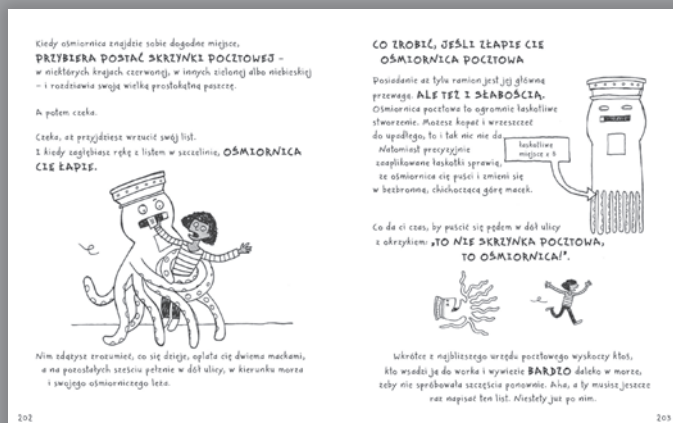 Kiedy ośmiornica znajdzie sobie dogodne miejsce,
PRZYBIERA POSTAĆ SKRZYNKI POCZTOWEJ –
w niektórych krajach czerwonej, w innych zielonej albo niebieskiej
– i rozdziawia swoją wielką prostokątną paszczę.
A potem czeka.
Czeka, aż przyjdziesz wrzucić swój list.
I kiedy zagłębiasz rękę z listem w szczelinie, OŚMIORNICA
CIĘ ŁAPIE.
Nim zdążysz zrozumieć, co się dzieje, oplata cię dwiema mackami,
a na pozostałych sześciu pełznie w dół ulicy, w kierunku morza
i swojego ośmiorniczego leża.
202
CO ZROBIĆ, JEŚLI ZŁAPIE CIĘ
OŚMIORNICA POCZTOWA
Posiadanie aż tylu ramion jest jej główną
przewagą. ALE TEŻ I SŁABOŚCIĄ.
Ośmiornica pocztowa to ogromnie łaskotliwe
stworzenie. Możesz kopać i wrzeszczeć
do upadłego, to i tak nic nie da.
Natomiast precyzyjnie
zaaplikowane łaskotki sprawią,
że ośmiornica cię puści i zmieni się
w bezbronną, chichoczącą górę macek.
łaskotliwe
miejsce x 8
Co da ci czas, by puścić się pędem w dół ulicy
z okrzykiem: „TO NIE SKRZYNKA POCZTOWA,
TO OŚMIORNICA!”.
Wkrótce z najbliższego urzędu pocztowego wyskoczy ktoś,
kto wsadzi ją do worka i wywiezie BARDZO daleko w morze,
żeby nie spróbowała szczęścia ponownie. Aha, a ty musisz jeszcze
raz napisać ten list. Niestety już po nim.
203